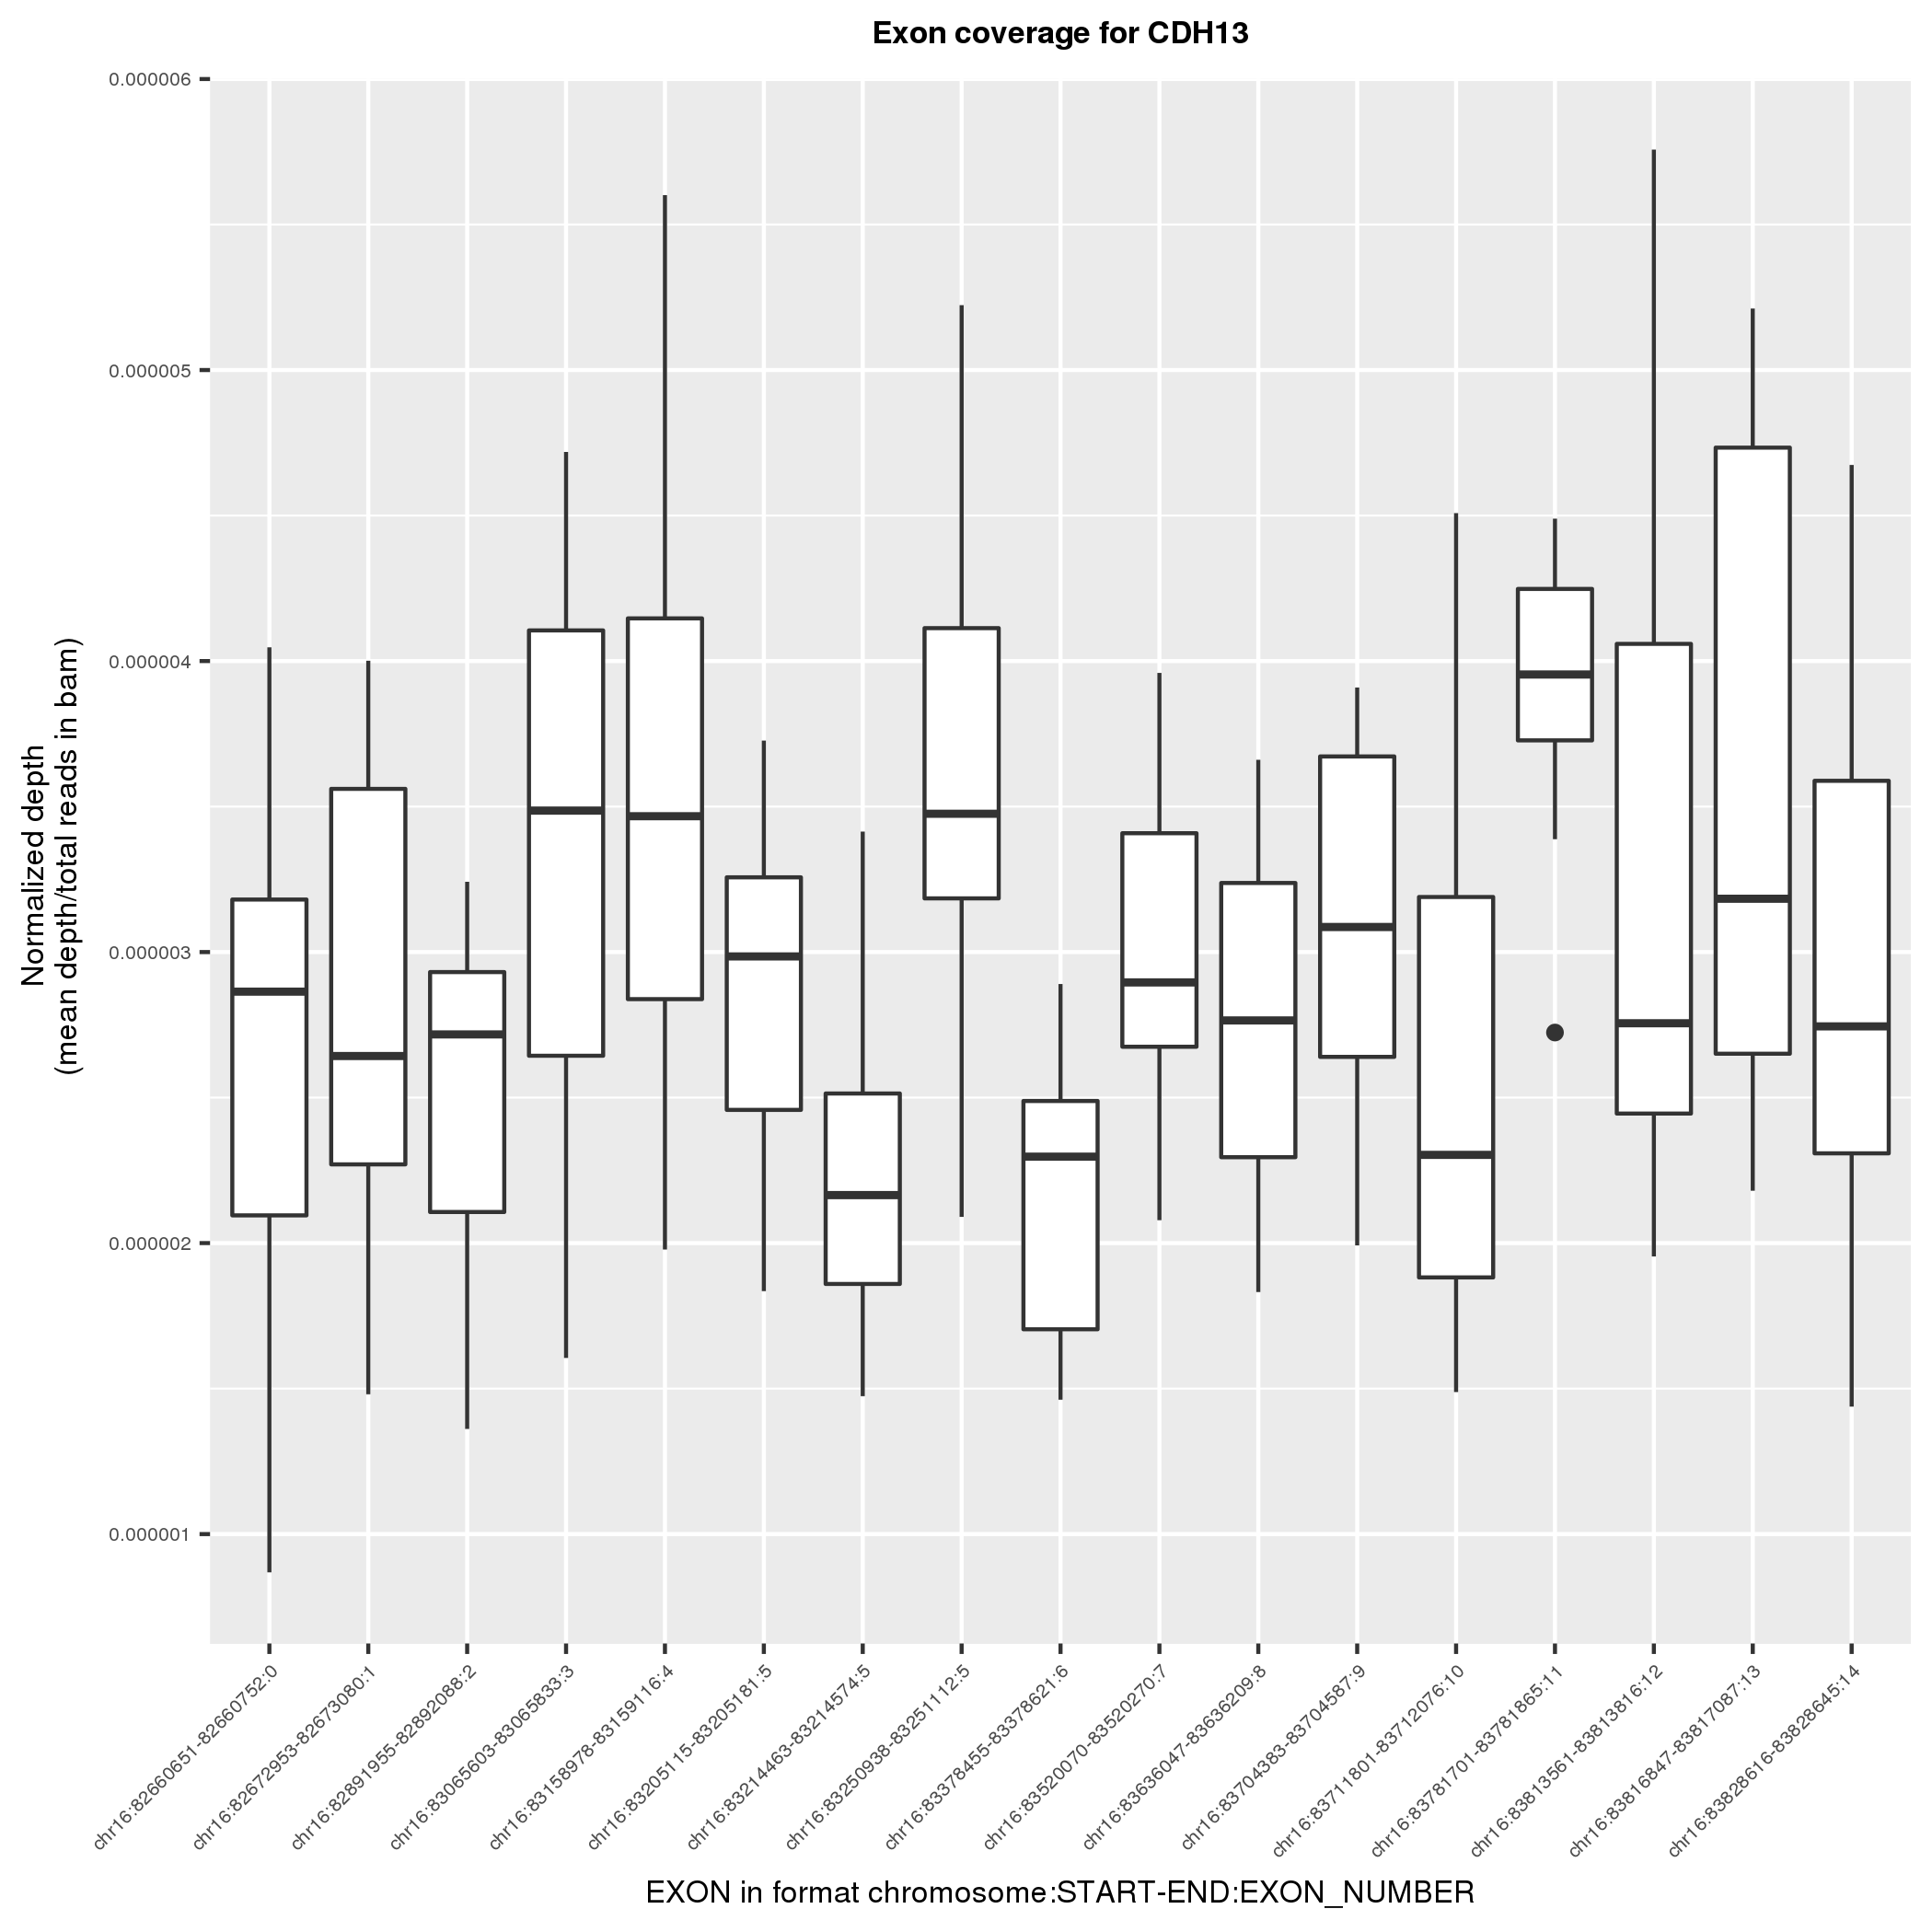 Exon coverage for CDH13
0.000006
0.000005
0.000004
0.000003
0.000002
0.000001
Normalized depth
(mean depth/total reads in bam)
chr16:82660651-82660752:0
chr16:82672953-82673080:1
chr16:82891955-82892088:2
chr16:83065603-83065833:3
chr16:83158978-83159116:4
chr16:83205115-83205181:5
chr16:83214463-83214574:5
chr16:83250938-83251112:5
chr16:83378455-83378621:6
chr16:83520070-83520270:7
chr16:83636047-83636209:8
chr16:83704383-83704587:9
chr16:83711801-83712076:10
chr16:83781701-83781865:11
chr16:83813561-83813816:12
chr16:83816847-83817087:13
chr16:83828616-83828645:14
EXON in format chromosome:START-END:EXON_NUMBER